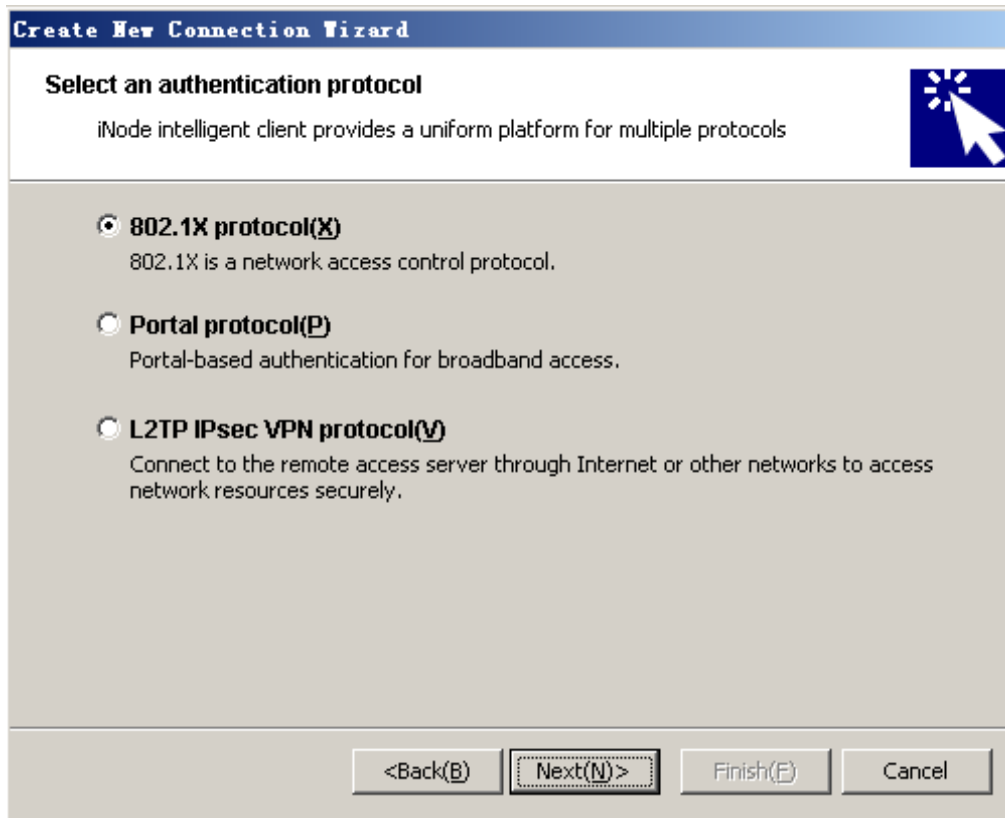 Create New Connection Wizard
Select an authentication protocol
iNode intelligent client provides a uniform platform for multiple protocols
802.1X protocol(X)
802.1X is a network access control protocol.
Portal protocol(P)
Portal-based authentication for broadband access.
L2TP IPsec VPN protocol(V)
Connect to the remote access server through Internet or other networks to access
network resources securely.
<Back(B)
Next(N)>
Finish(F)
Cancel